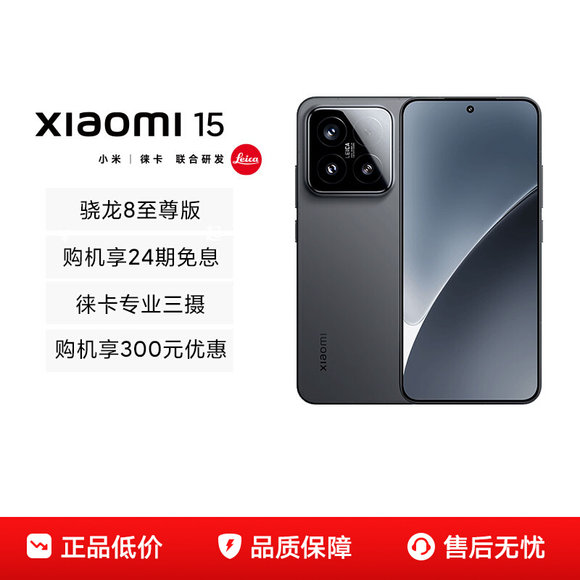 xiaomi 15
小米 | 徕卡 联合研发 Leica
骁龙8至尊版
购机享24期免息
徕卡专业三摄
购机享300元优惠
LEICA
xiaomi
正品低价 品质保障 售后无忧